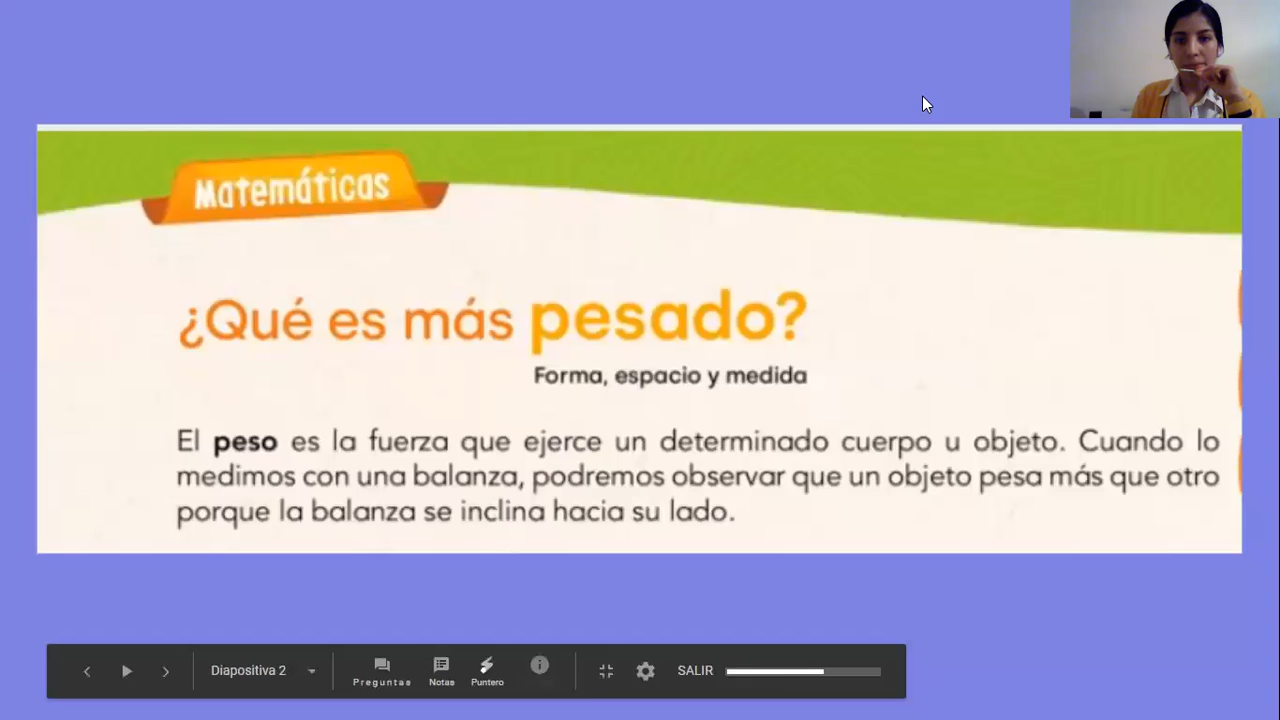 Matemáticas
¿Qué es más pesado?
Forma, espacio y medida
El peso es la fuerza que ejerce un determinado cuerpo u objeto. Cuando lo
medimos con una balanza, podremos observar que un objeto pesa más que otro
porque la balanza se inclina hacia su lado.
Diapositiva 2
Preguntas
Notas
Puntero
SALIR